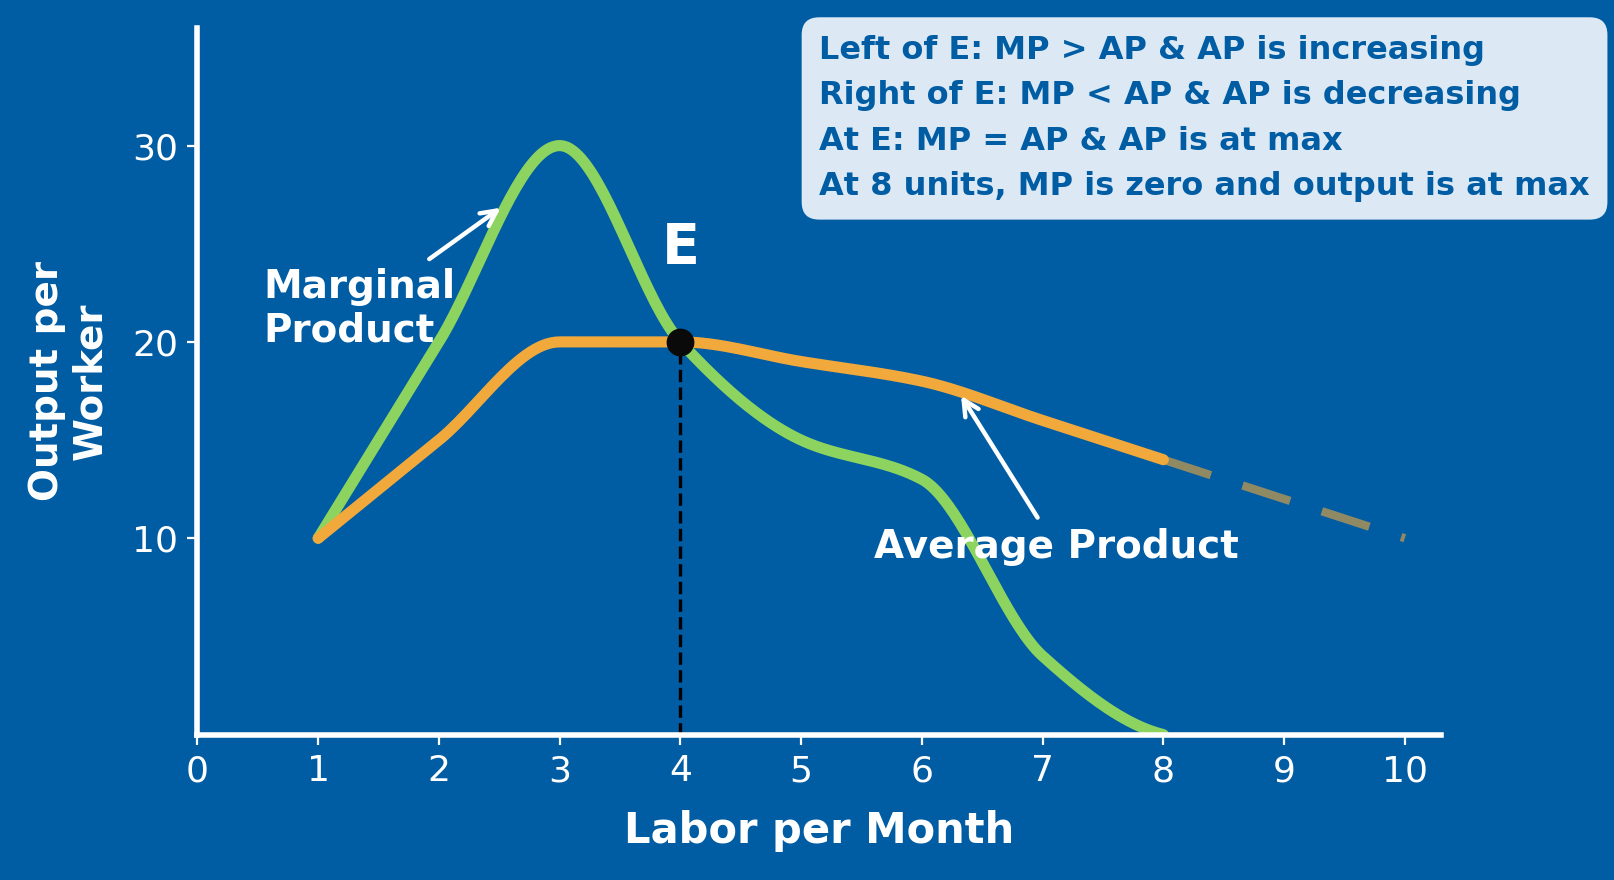 Left of E: MP > AP & AP is increasing
Right of E: MP < AP & AP is decreasing
At E: MP = AP & AP is at max
At 8 units, MP is zero and output is at max
30
20
10
Output per
Worker
Marginal
Product
E
Average Product
0 1 2 3 4 5 6 7 8 9 10
Labor per Month